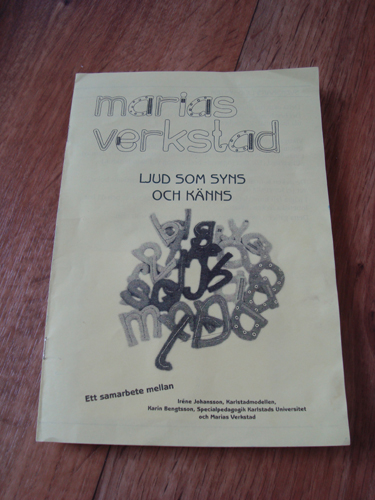 marias
verkstad
LJUD SOM SYNS
OCH KÄNNS
Ett samarbete mellan
Iréne Johansson, Karlstadmodellen,
Karin Bengtsson, Specialpedagogik Karlstads Universitet
och Marias Verkstad